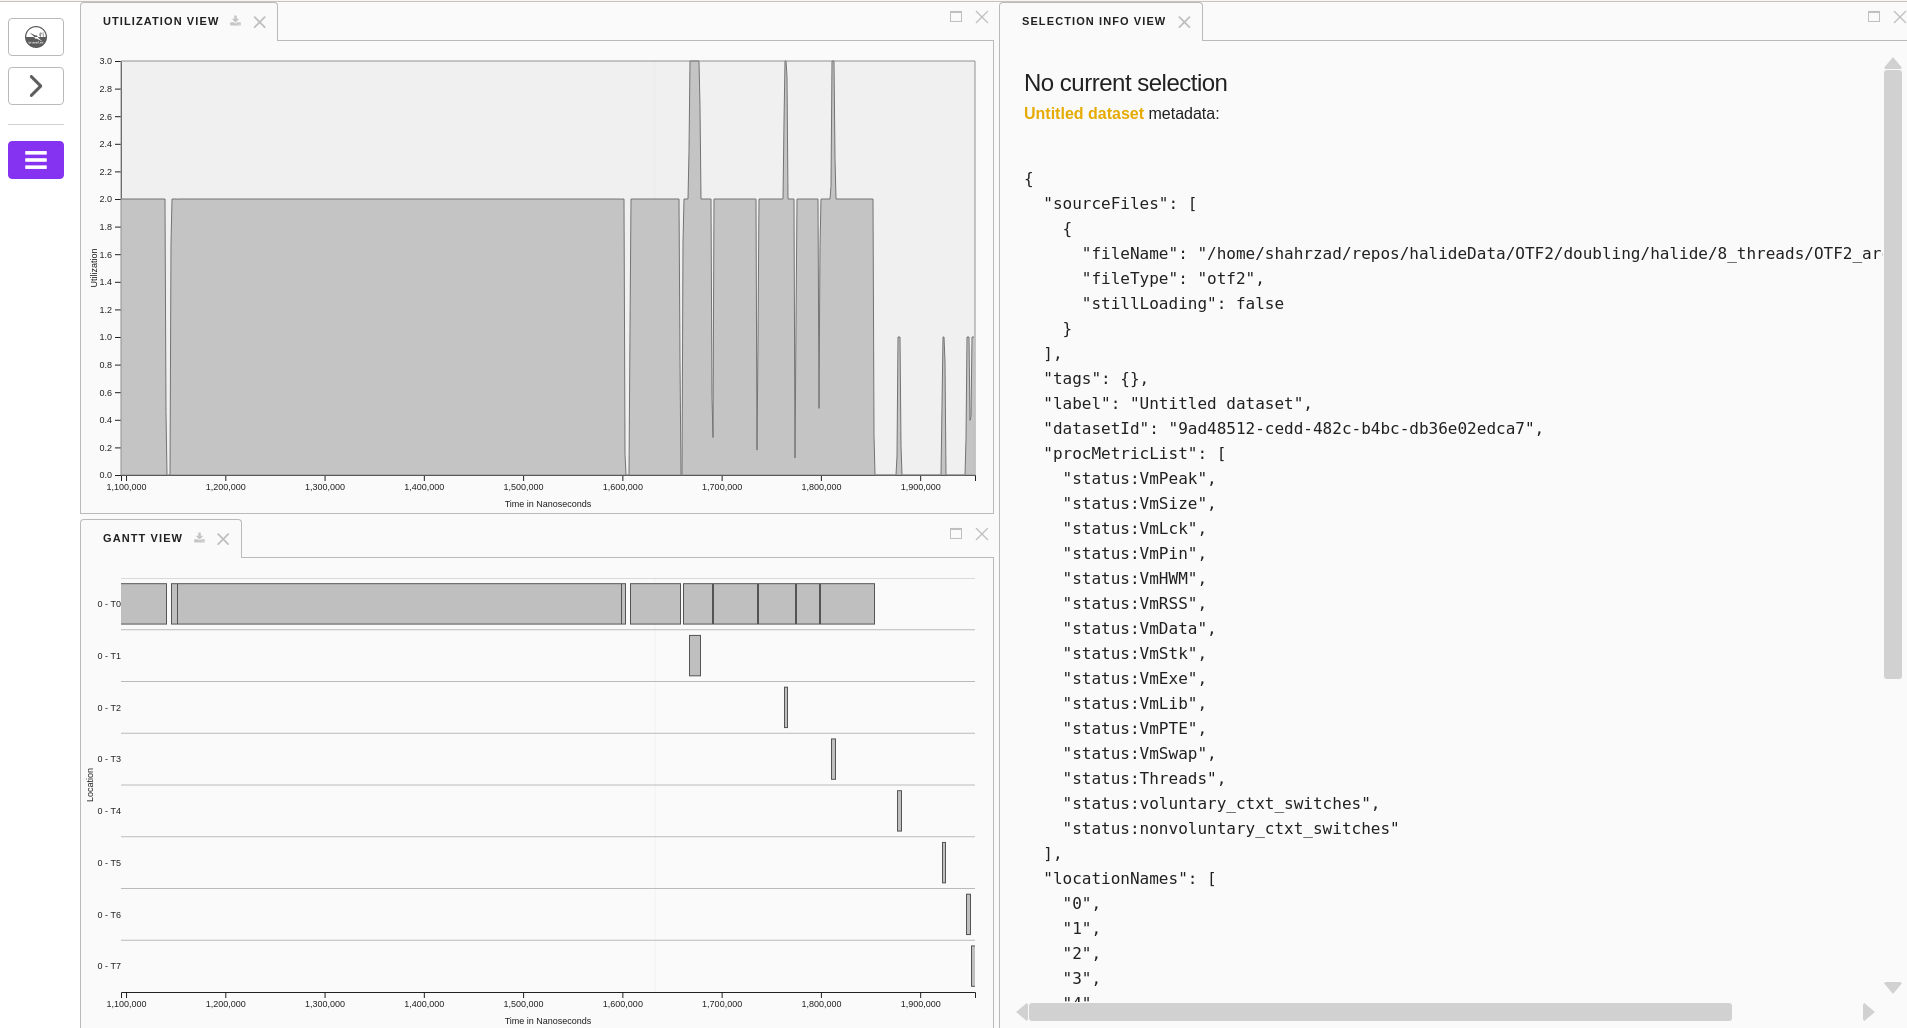 UTILIZATION VIEW
3.0
2.8
2.6
2.4
2.2
2.0
1.8
1.6
1.4
1.2
1.0
0.8
0.6
0.4
0.2
0.0
Utilization
1,100,000 1,200,000 1,300,000 1,400,000 1,500,000 1,600,000 1,700,000 1,800,000 1,900,000
Time in Nanoseconds
GANTT VIEW
0 - T0
0 - T1
0 - T2
0 - T3
0 - T4
0 - T5
0 - T6
0 - T7
Location
1,100,000 1,200,000 1,300,000 1,400,000 1,500,000 1,600,000 1,700,000 1,800,000 1,900,000
Time in Nanoseconds
SELECTION INFO VIEW
No current selection
Untitled dataset metadata:
{
"sourceFiles": [
{
"fileName": "/home/shahrzad/repos/halideData/OTF2/doubling/halide/8_threads/OTF2_ar
"fileType": "otf2",
"stillLoading": false
}
],
"tags": {},
"label": "Untitled dataset",
"datasetId": "9ad48512-cedd-482c-b4bc-db36e02edca7",
"procMetricList": [
"status:VmPeak",
"status:VmSize",
"status:VmLck",
"status:VmPin",
"status:VmHWM",
"status:VmRSS",
"status:VmData",
"status:VmStk",
"status:VmExe",
"status:VmLib",
"status:VmPTE",
"status:VmSwap",
"status:Threads",
"status:voluntary_ctxt_switches",
"status:nonvoluntary_ctxt_switches"
],
"locationNames": [
"0",
"1",
"2",
"3",